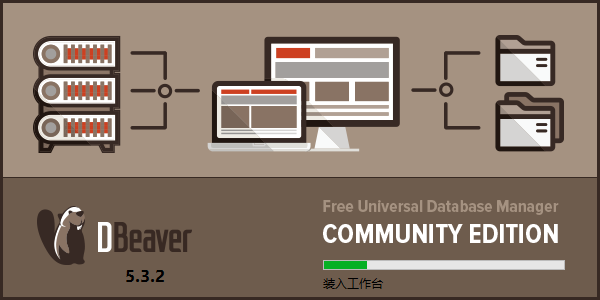 DBeaver
5.3.2
Free Universal Database Manager
COMMUNITY EDITION
装入工作台